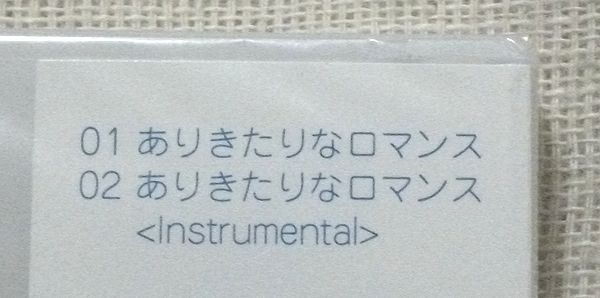 01 ありきたりなロマンス
02 ありきたりなロマンス
<Instrumental>